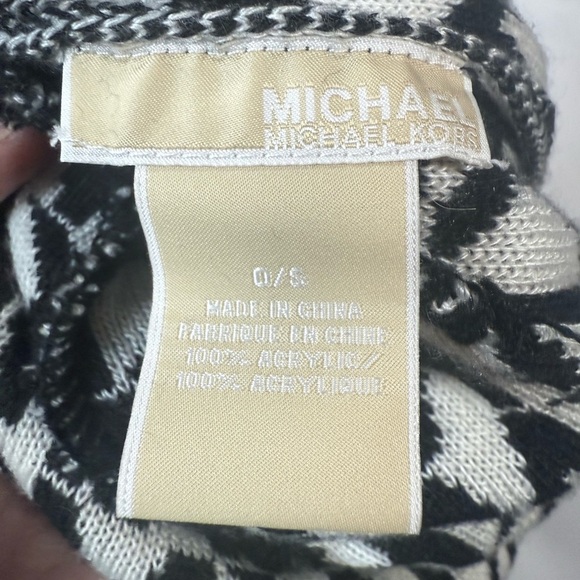 MICHAEL
MICHAEL KORS
O/S
MADE IN CHINA
FABRIQUE EN CHINE
100% ACRYLIC/
100% ACRYLIQUE